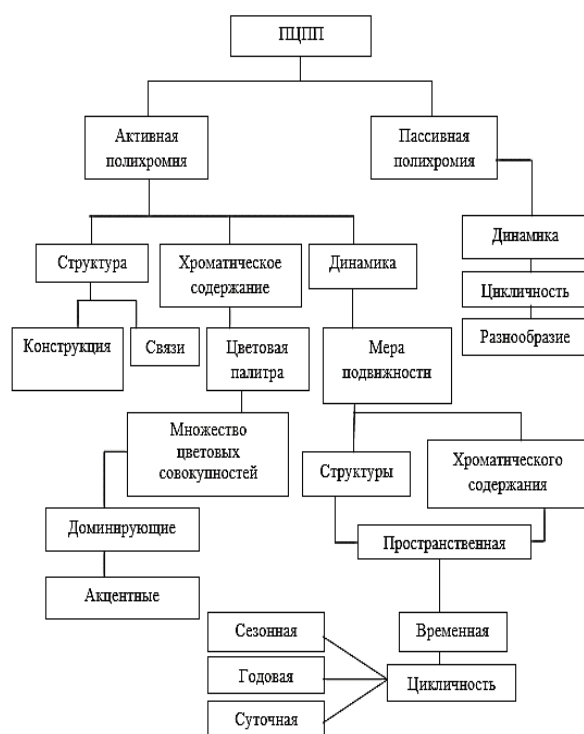 ПЦПП
Активная
полихромия
Пассивная
полихромия
Структура
Хроматическое
содержание
Динамика
Динамика
Цикличность
Разнообразие
Конструкция
Связи
Цветовая
палитра
Мера
подвижности
Множество
цветовых
совокупностей
Структуры
Хроматического
содержания
Доминирующие
Пространственная
Акцентные
Сезонная
Временная
Годовая
Цикличность
Суточная